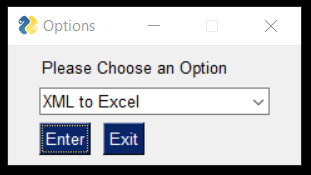 Options
Please Choose an Option
XML to Excel
Enter Exit